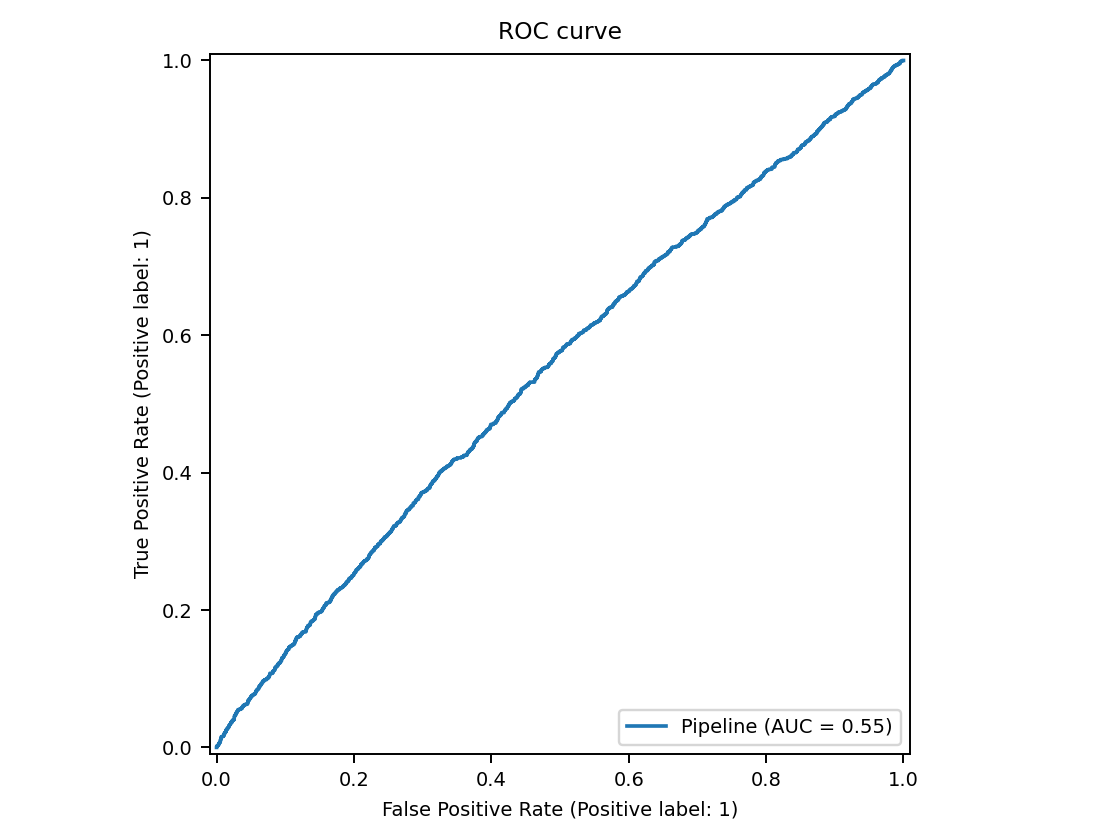 ROC curve
1.0
0.8
0.6
0.4
0.2
0.0
True Positive Rate (Positive label: 1)
Pipeline (AUC = 0.55)
0.0 0.2 0.4 0.6 0.8 1.0
False Positive Rate (Positive label: 1)